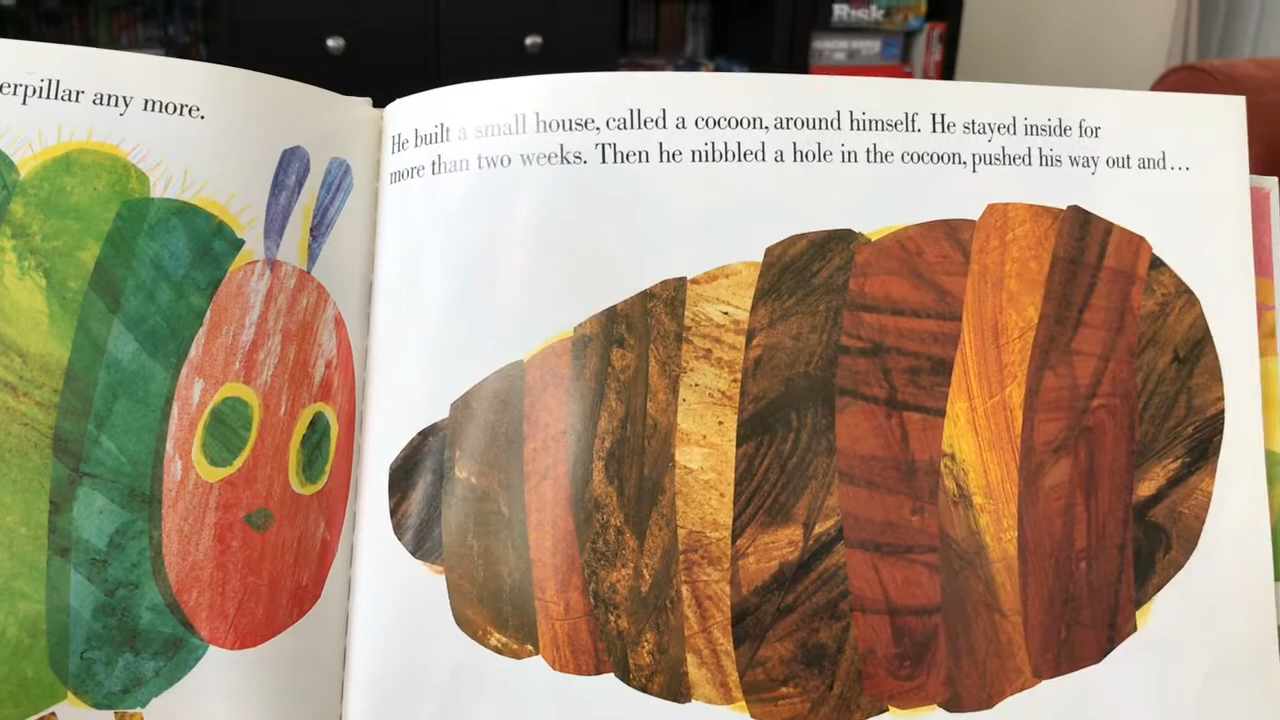 erpillar any more.
He built a small house, called a cocoon, around himself. He stayed inside for
more than two weeks. Then he nibbled a hole in the cocoon, pushed his way out and...
Risk